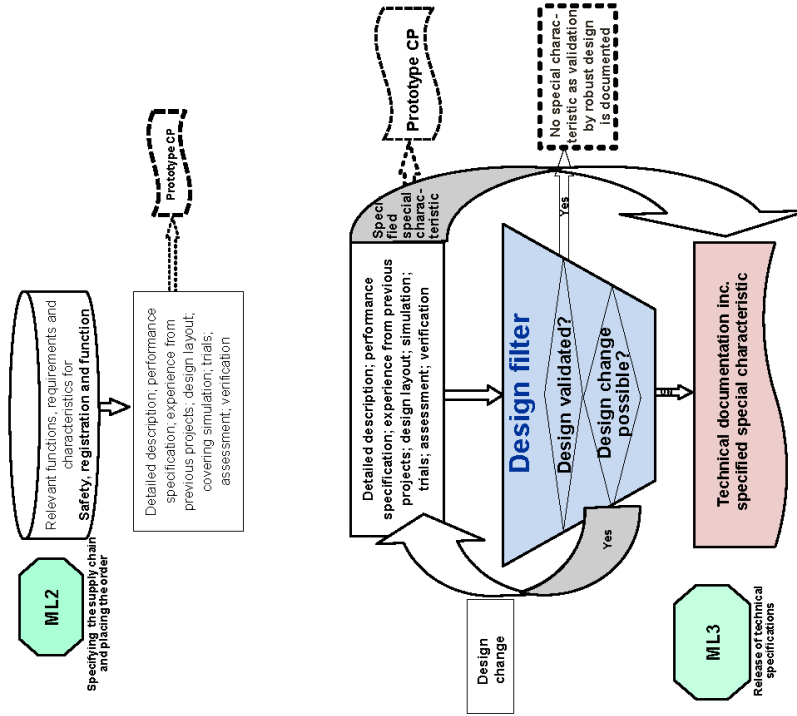 ML2
Specifying the supply chain
and placing the order
Relevant functions, requirements and
characteristics for
Safety, registration and function
Detailed description; performance
specification; experience from
previous projects; design layout;
covering simulation; trials;
assessment; verification
Prototype CP
Design
change
Detailed description; performance
specification; experience from previous
projects; design layout; simulation;
trials; assessment; verification
Speci
fied
special
charac-
teristic
Prototype CP
Design filter
Design validated?
Design change
possible?
Yes
Yes
No special charac-
teristic as validation
by robust design
is documented
ML3
Release of technical
specifications
Technical documentation inc.
specified special characteristic